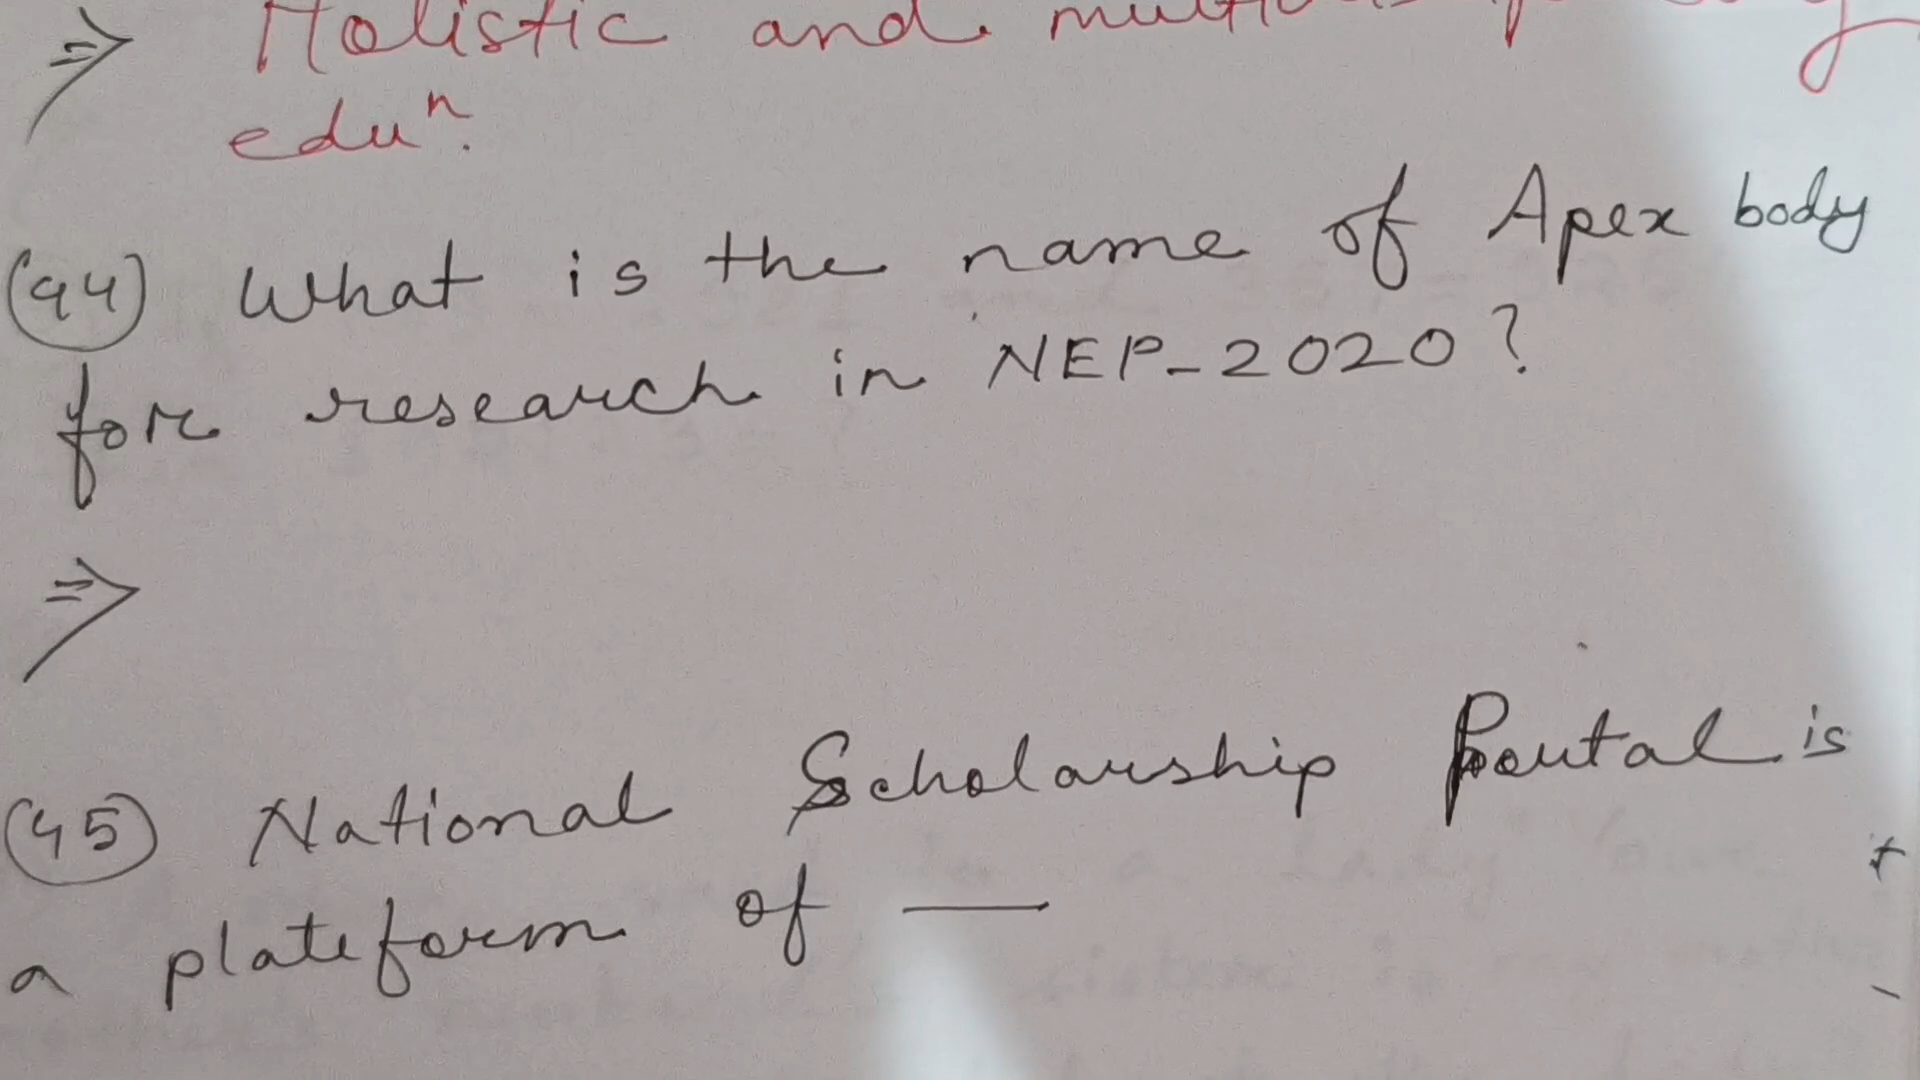 ⇒ Holistic and multidisciplinary
eduⁿ.
(44) What is the name of Apex body
for research in NEP-2020?
⇒
(45) National Scholarship Portal is
a plateform of —